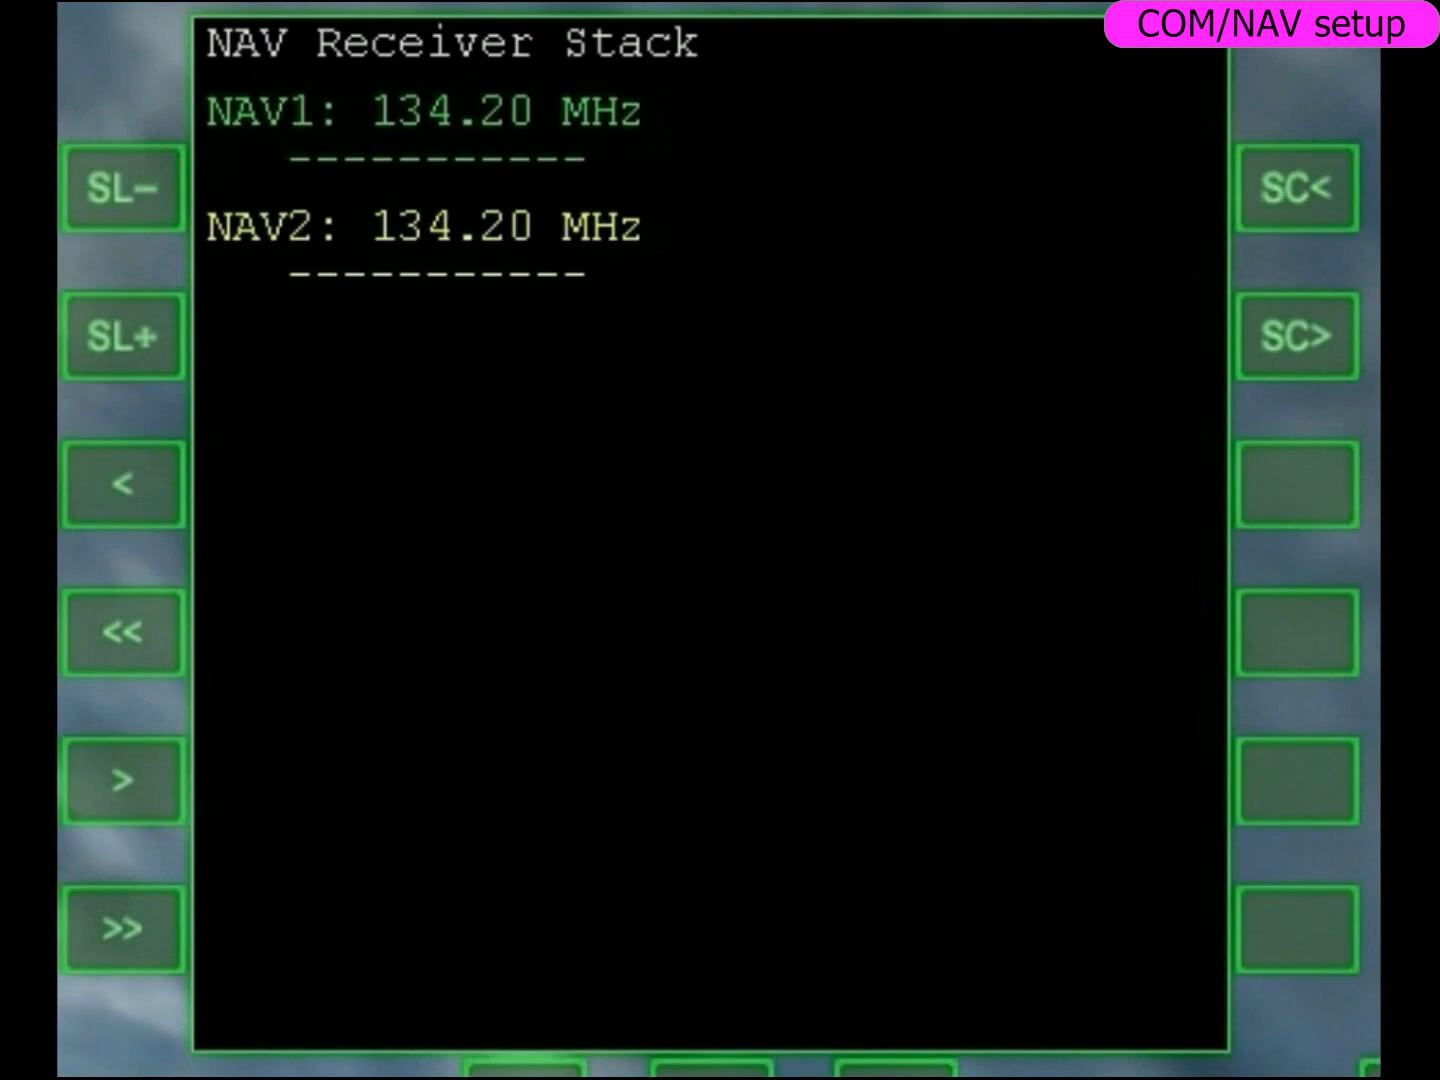 COM/NAV setup
NAV Receiver Stack
NAV1: 134.20 MHz
-----------
NAV2: 134.20 MHz
-----------
SL-
SL+
<
<<
>
>>
SC<
SC>